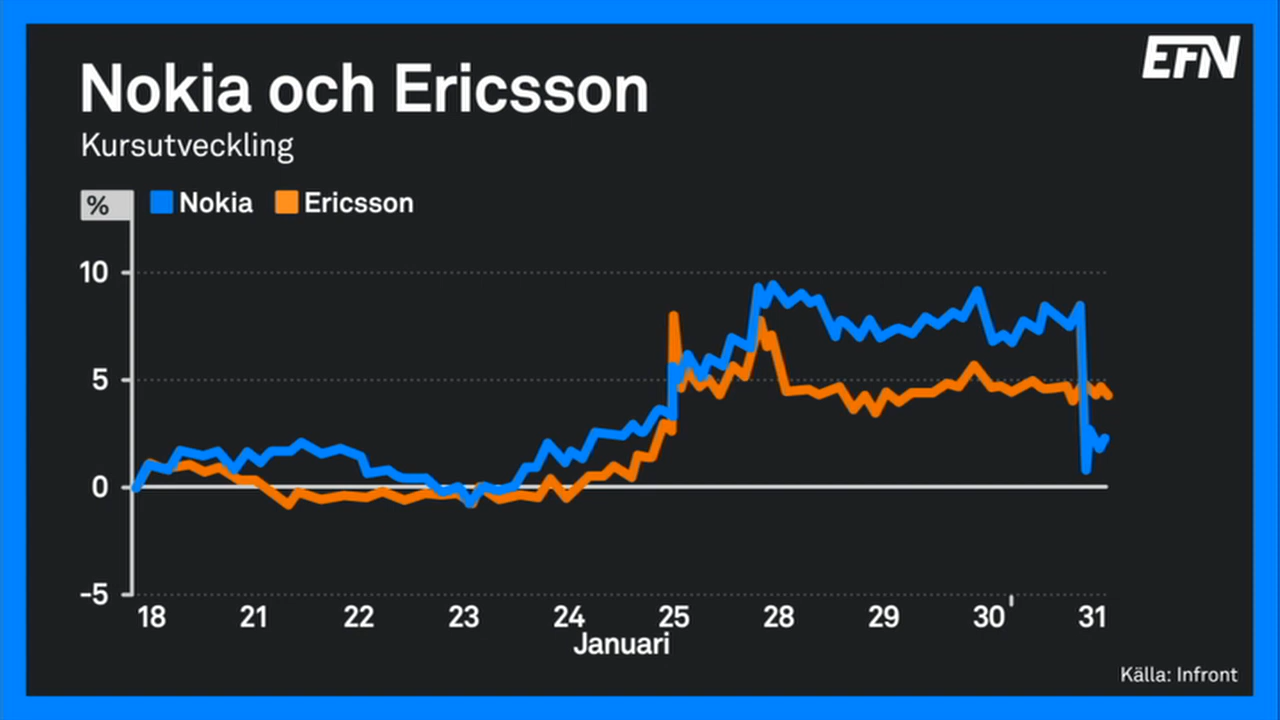 EFN
Nokia och Ericsson
Kursutveckling
% Nokia Ericsson
10
5
0
-5
18 21 22 23 24 25 28 29 30 31
Januari
Källa: Infront